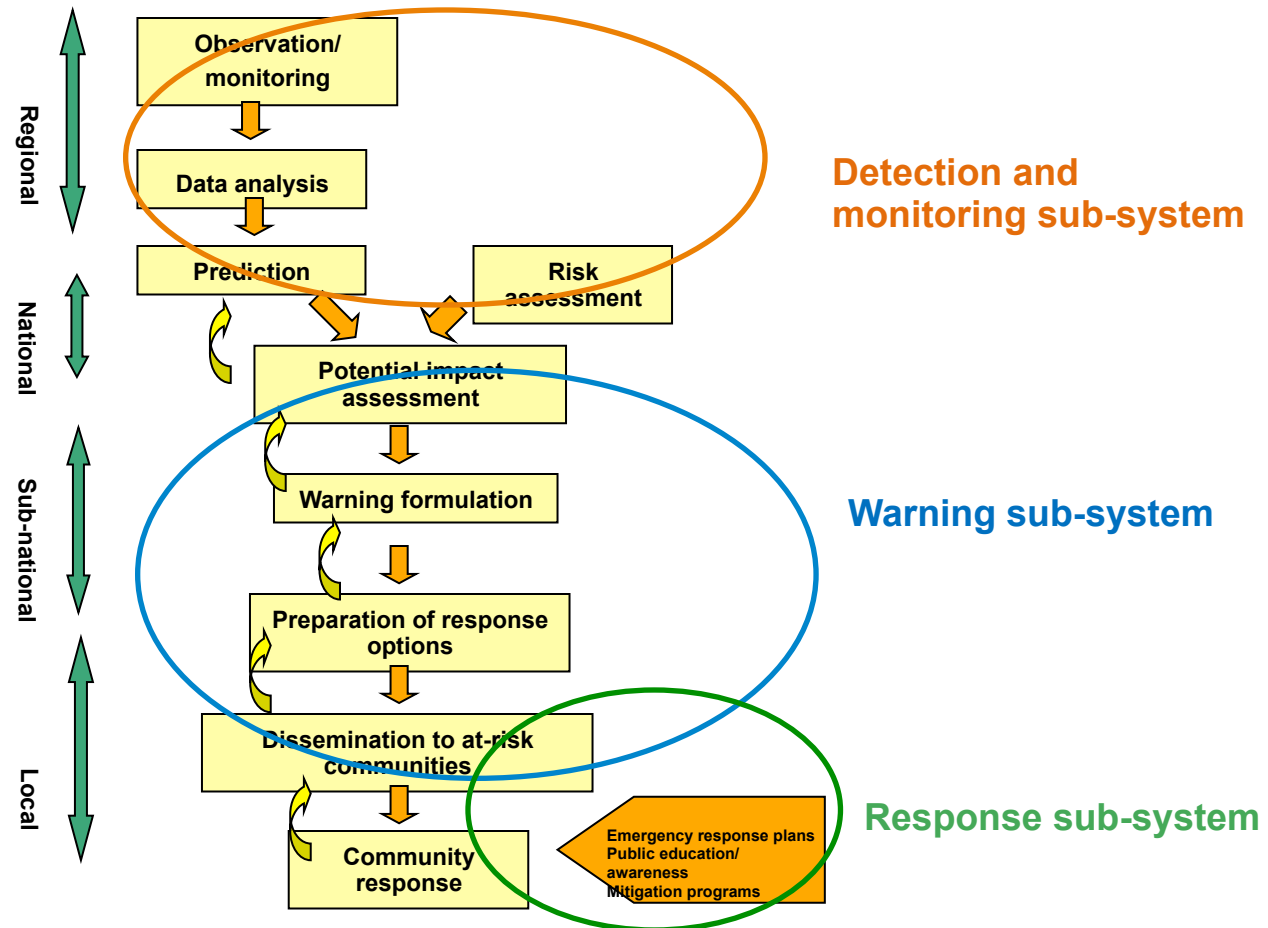 Observation/
monitoring
Regional
Data analysis
Detection and
monitoring sub-system
Prediction
Risk
assessment
National
Potential impact
assessment
Warning formulation
Warning sub-system
Sub-national
Preparation of response
options
Dissemination to at-risk
communities
Local
Response sub-system
Emergency response plans
Public education/
awareness
Mitigation programs
Community
response